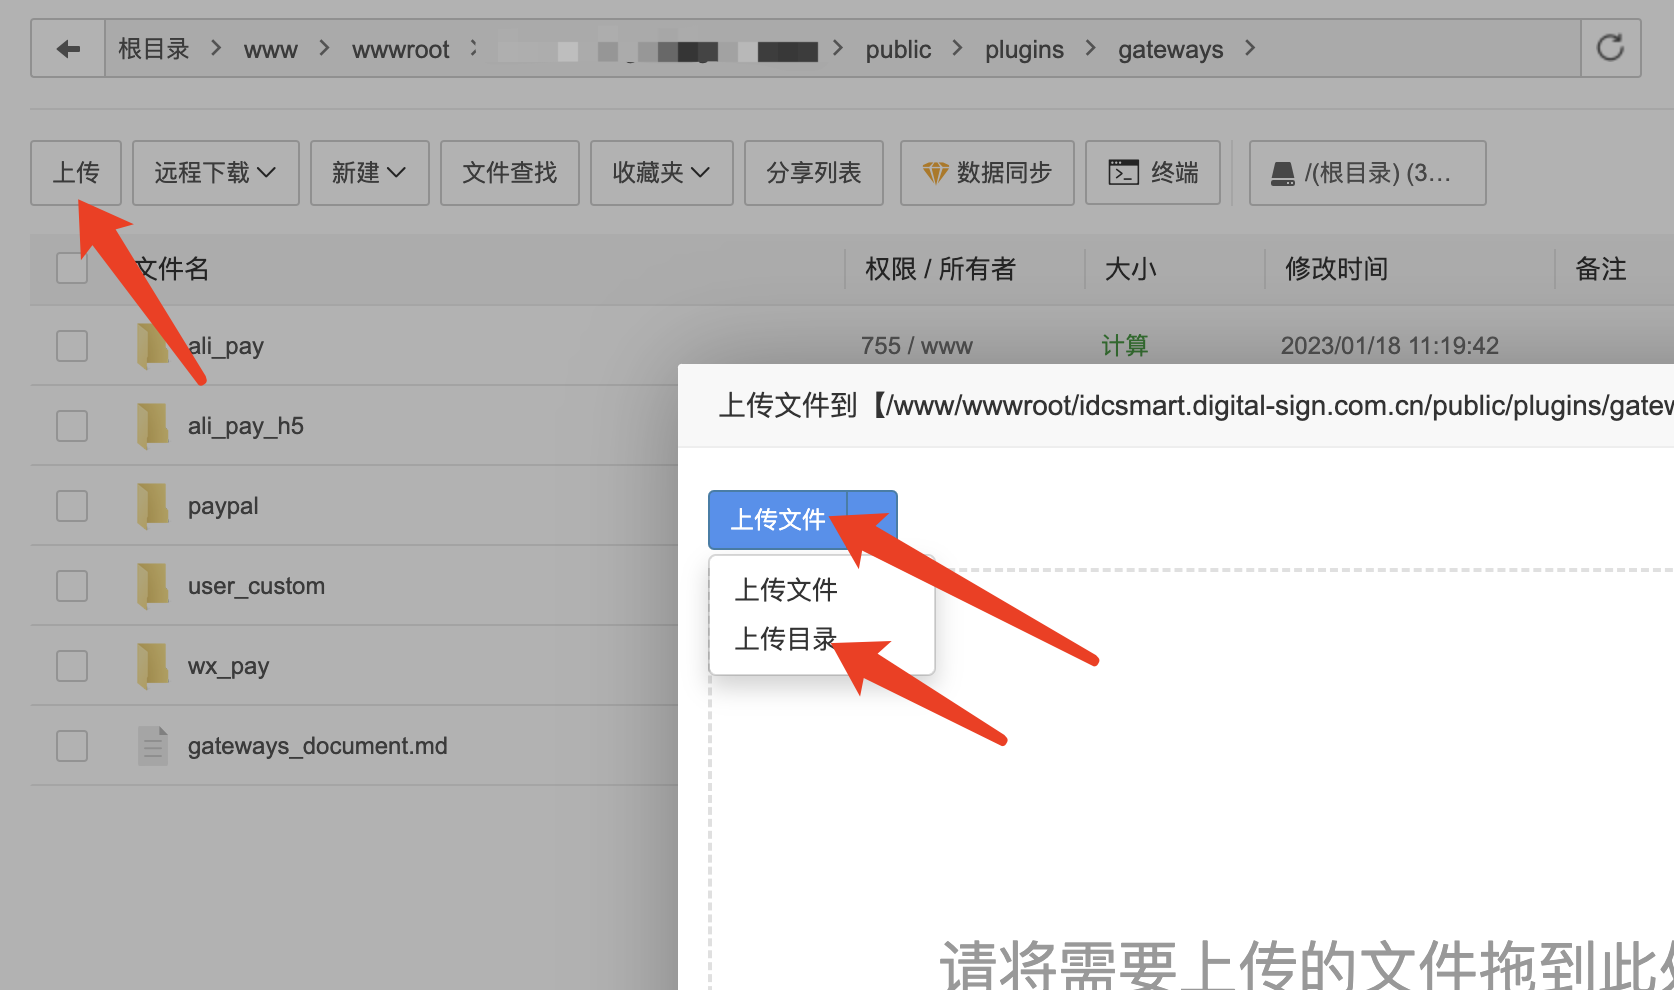 根目录 www wwwroot public plugins gateways
上传 远程下载 新建 文件查找 收藏夹 分享列表 数据同步 终端 /(根目录) (3...
文件名 权限 / 所有者 大小 修改时间 备注
ali_pay 755 / www 计算 2023/01/18 11:19:42
ali_pay_h5
paypal
user_custom
wx_pay
gateways_document.md
上传文件到【/www/wwwroot/idcsmart.digital-sign.com.cn/public/plugins/gatew
上传文件
上传文件
上传目录
请将需要上传的文件拖到此处